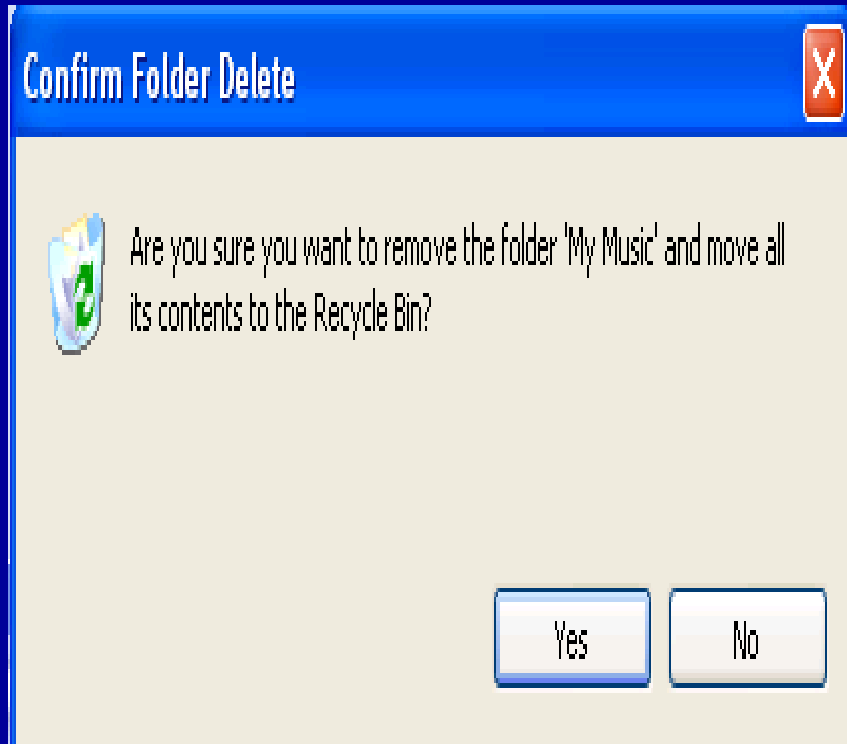 Confirm Folder Delete
Are you sure you want to remove the folder 'My Music' and move all
its contents to the Recycle Bin?
Yes No